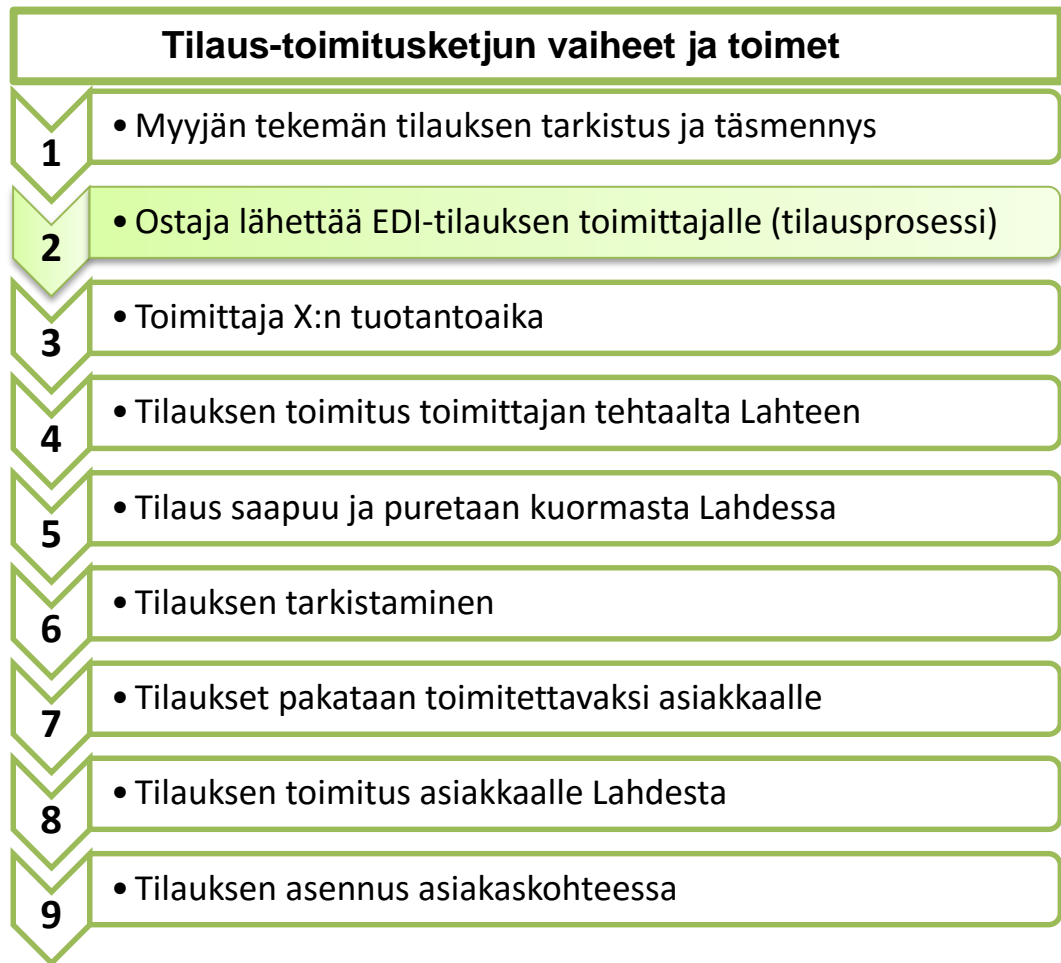 Tilaus-toimitusketjun vaiheet ja toimet
1 • Myyjän tekemän tilauksen tarkistus ja täsmennys
2 • Ostaja lähettää EDI-tilauksen toimittajalle (tilausprosessi)
3 • Toimittaja X:n tuotantoaika
4 • Tilauksen toimitus toimittajan tehtaalta Lahteen
5 • Tilaus saapuu ja puretaan kuormasta Lahdessa
6 • Tilauksen tarkistaminen
7 • Tilaukset pakataan toimitettavaksi asiakkaalle
8 • Tilauksen toimitus asiakkaalle Lahdesta
9 • Tilauksen asennus asiakaskohteessa